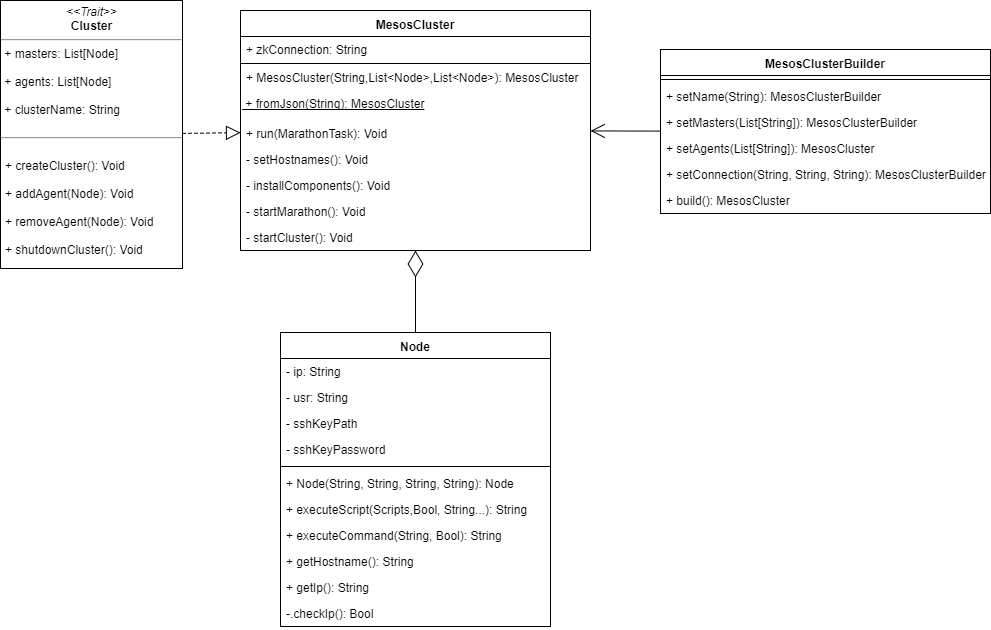 <<Trait>>
Cluster
+ masters: List[Node]
+ agents: List[Node]
+ clusterName: String
+ createCluster(): Void
+ addAgent(Node): Void
+ removeAgent(Node): Void
+ shutdownCluster(): Void
MesosCluster
+ zkConnection: String
+ MesosCluster(String,List<Node>,List<Node>): MesosCluster
+ fromJson(String): MesosCluster
+ run(MarathonTask): Void
- setHostnames(): Void
- installComponents(): Void
- startMarathon(): Void
- startCluster(): Void
MesosClusterBuilder
+ setName(String): MesosClusterBuilder
+ setMasters(List[String]): MesosClusterBuilder
+ setAgents(List[String]): MesosCluster
+ setConnection(String, String, String): MesosClusterBuilder
+ build(): MesosCluster
Node
- ip: String
- usr: String
- sshKeyPath
- sshKeyPassword
+ Node(String, String, String, String): Node
+ executeScript(Scripts,Bool, String...): String
+ executeCommand(String, Bool): String
+ getHostname(): String
+ getIp(): String
-.checkIp(): Bool